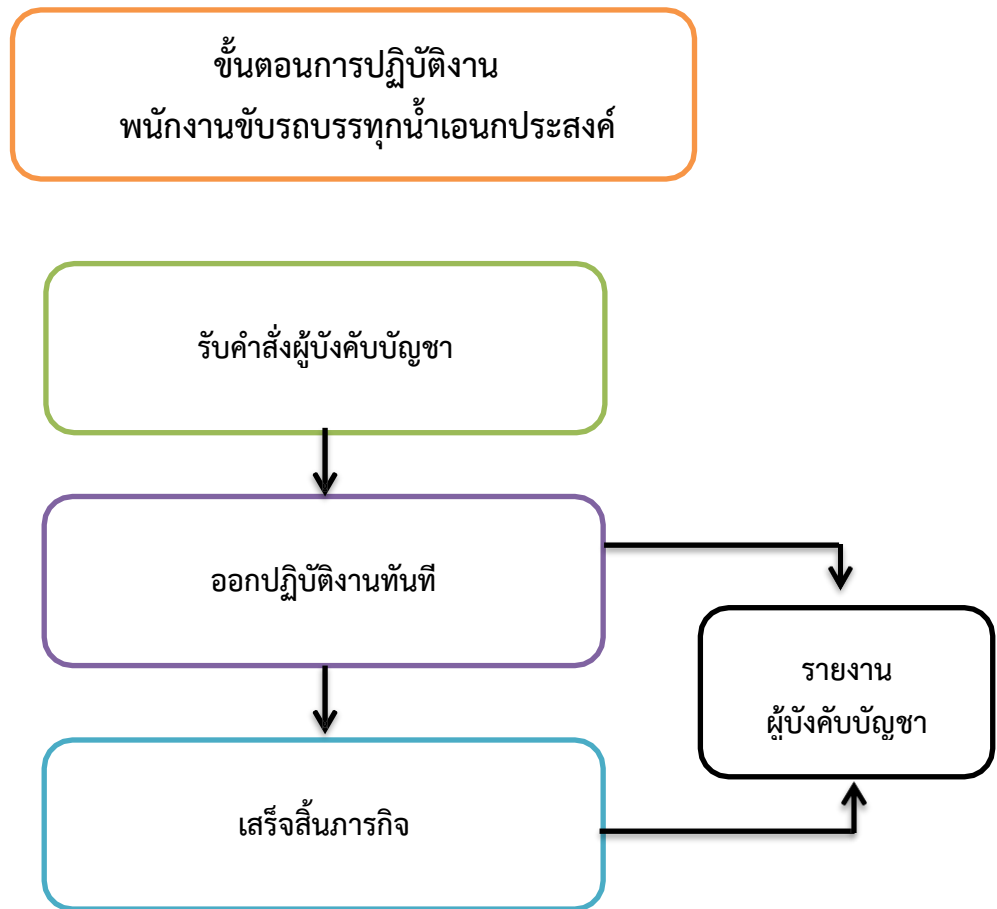 ขั้นตอนการปฏิบัติงาน
พนักงานขับรถบรรทุกน้ำเอนกประสงค์
รับคำสั่งผู้บังคับบัญชา
ออกปฏิบัติงานทันที
รายงาน
ผู้บังคับบัญชา
เสร็จสิ้นภารกิจ